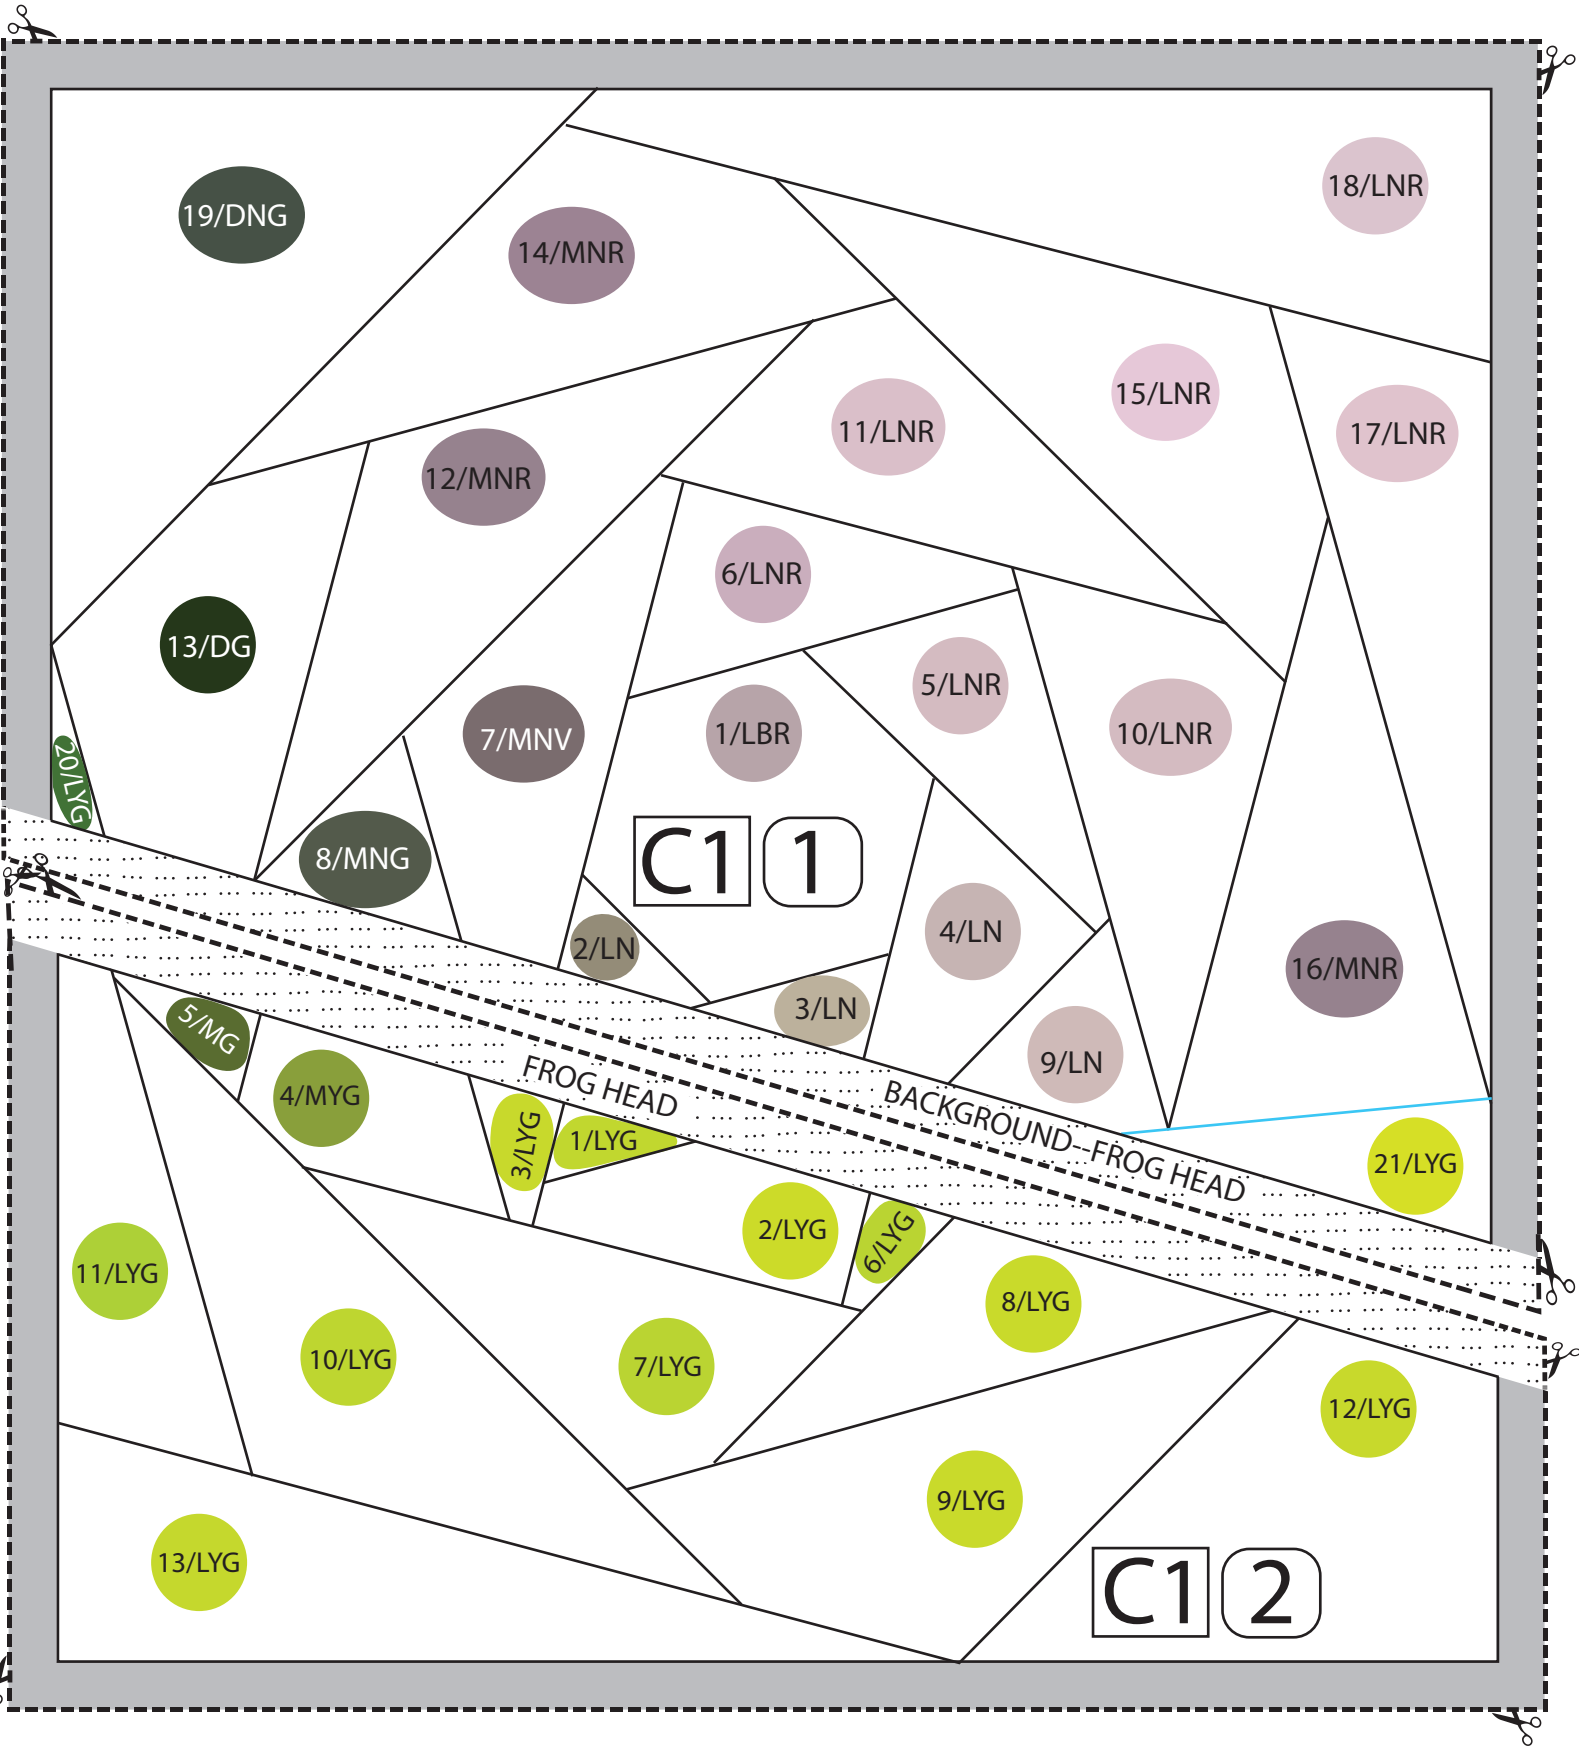 18/LNR
19/DNG
14/MNR
15/LNR
11/LNR
17/LNR
12/MNR
6/LNR
13/DG
5/LNR
7/MNV
1/LBR
10/LNR
20/LYG
8/MNG
C1 1
4/LN
2/LN
16/MNR
3/LN
9/LN
BACKGROUND--FROG HEAD
21/LYG
FROG HEAD
5/MG
4/MYG
3/LYG
1/LYG
2/LYG
6/LYG
11/LYG
8/LYG
10/LYG
7/LYG
12/LYG
9/LYG
13/LYG
C1 2